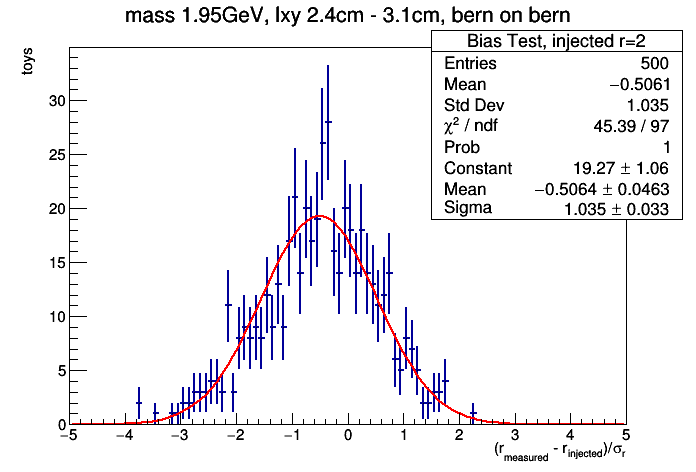 mass 1.95GeV, lxy 2.4cm - 3.1cm, bern on bern
Bias Test, injected r=2
Entries 500
Mean −0.5061
Std Dev 1.035
χ² / ndf 45.39 / 97
Prob 1
Constant 19.27 ± 1.06
Mean −0.5064 ± 0.0463
Sigma 1.035 ± 0.033
toys
30
25
20
15
10
5
0
−5 −4 −3 −2 −1 0 1 2 3 4 5
(r_measured - r_injected)/σ_r